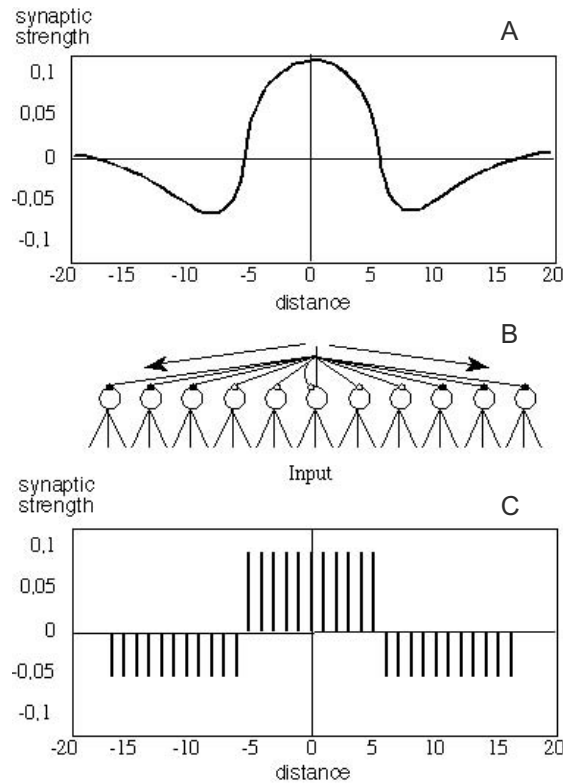 synaptic
strength
A
0,1
0,05
0
-0,05
-0,1
-20 -15 -10 -5 0 5 10 15 20
distance
B
Input
synaptic
strength
C
0,1
0,05
0
-0,05
-0,1
-20 -15 -10 -5 0 5 10 15 20
distance